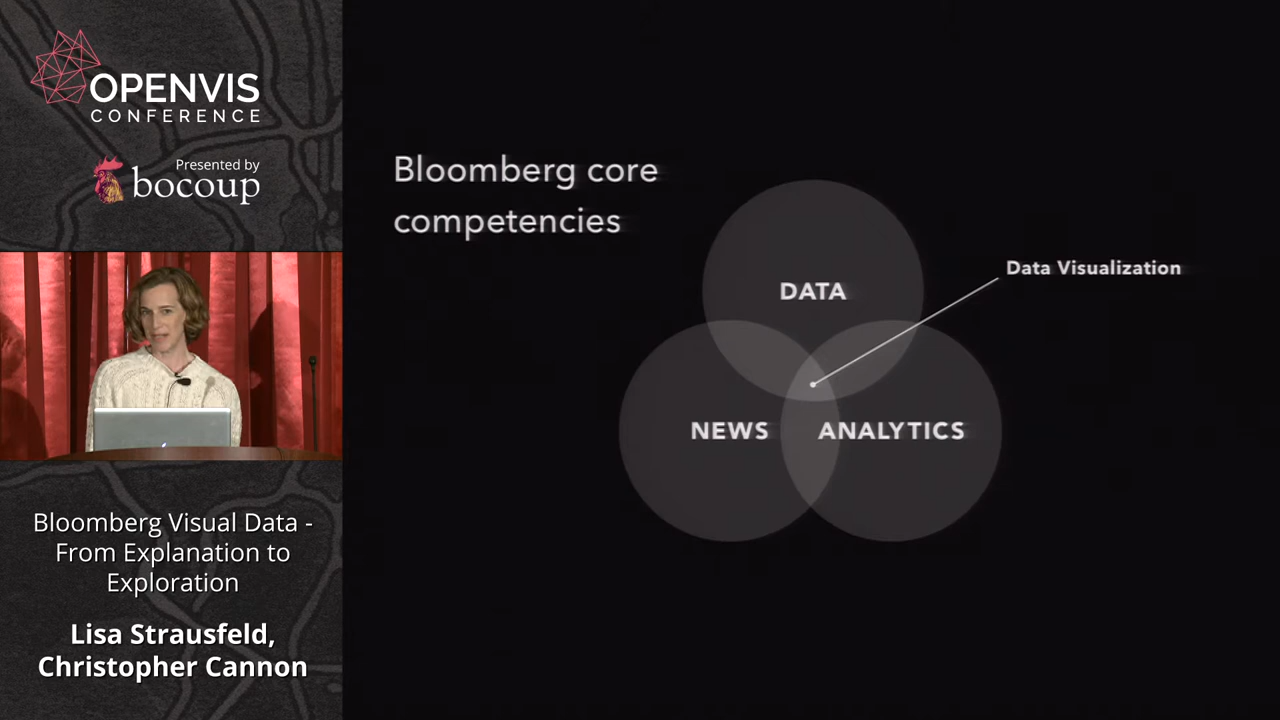 OPENVIS
CONFERENCE
Presented by
bocoup
Bloomberg Visual Data -
From Explanation to
Exploration
Lisa Strausfeld,
Christopher Cannon
Bloomberg core
competencies
Data Visualization
DATA
NEWS
ANALYTICS